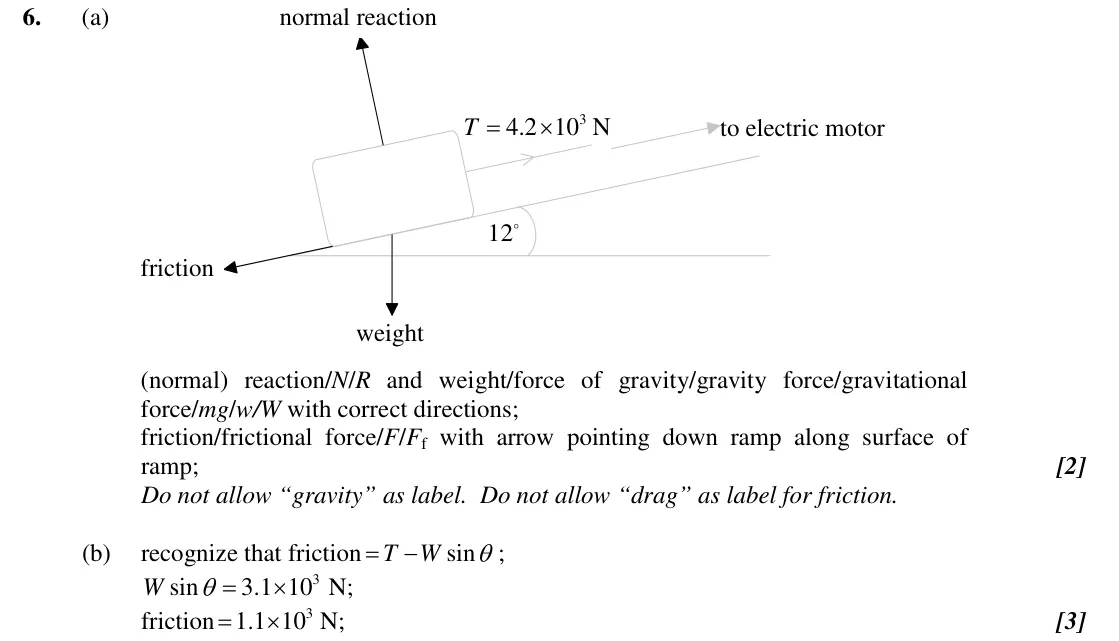 6. (a) normal reaction
T = 4.2×10³ N
to electric motor
12°
friction
weight
(normal) reaction/N/R and weight/force of gravity/gravity force/gravitational
force/mg/w/W with correct directions;
friction/frictional force/F/F_f with arrow pointing down ramp along surface of
ramp; [2]
Do not allow “gravity” as label. Do not allow “drag” as label for friction.
(b) recognize that friction = T − W sin θ ;
W sin θ = 3.1×10³ N;
friction = 1.1×10³ N; [3]